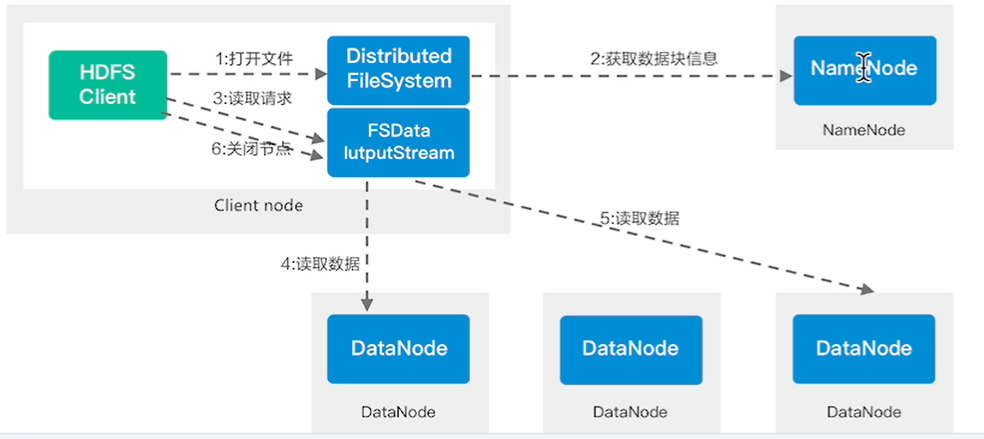 HDFS
Client
1:打开文件
Distributed
FileSystem
2:获取数据块信息
NameNode
NameNode
3:读取请求
6:关闭节点
FSData
lutputStream
Client node
4:读取数据
5:读取数据
DataNode
DataNode
DataNode
DataNode
DataNode
DataNode